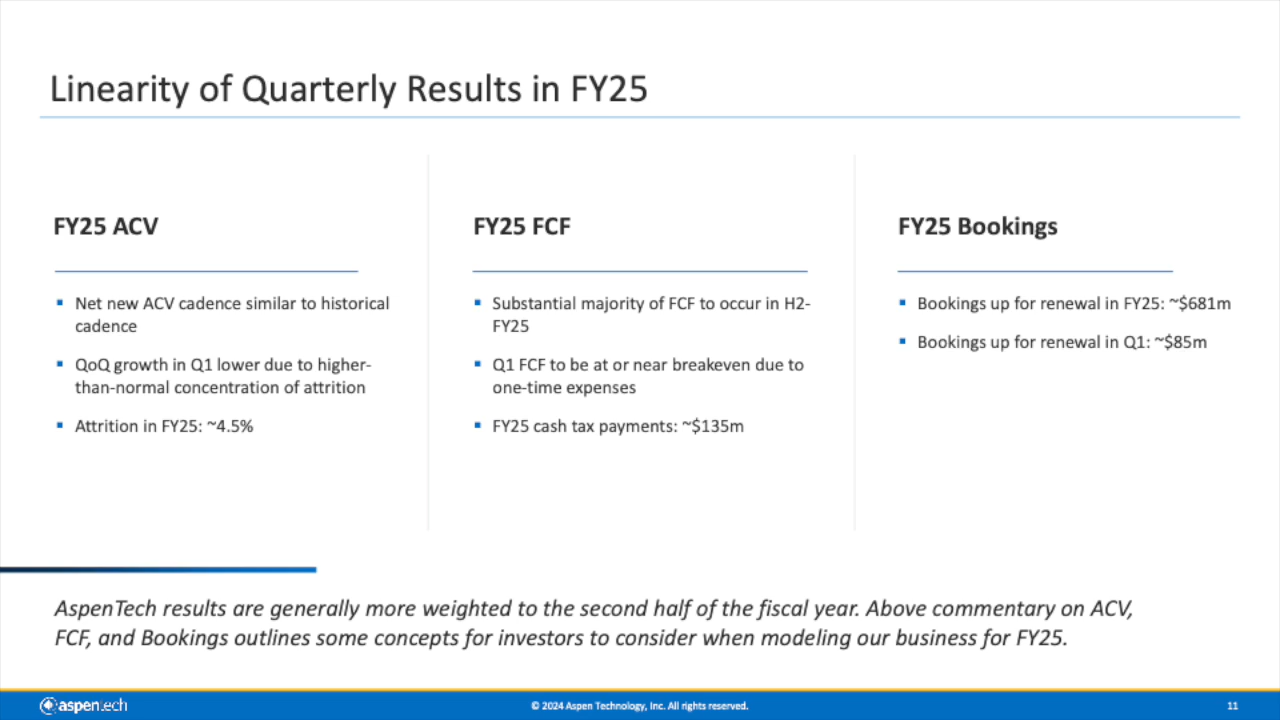 Linearity of Quarterly Results in FY25
FY25 ACV
Net new ACV cadence similar to historical
cadence
QoQ growth in Q1 lower due to higher-
than-normal concentration of attrition
Attrition in FY25: ~4.5%
FY25 FCF
Substantial majority of FCF to occur in H2-
FY25
Q1 FCF to be at or near breakeven due to
one-time expenses
FY25 cash tax payments: ~$135m
FY25 Bookings
Bookings up for renewal in FY25: ~$681m
Bookings up for renewal in Q1: ~$85m
AspenTech results are generally more weighted to the second half of the fiscal year. Above commentary on ACV,
FCF, and Bookings outlines some concepts for investors to consider when modeling our business for FY25.
aspentech
© 2024 Aspen Technology, Inc. All rights reserved.
11